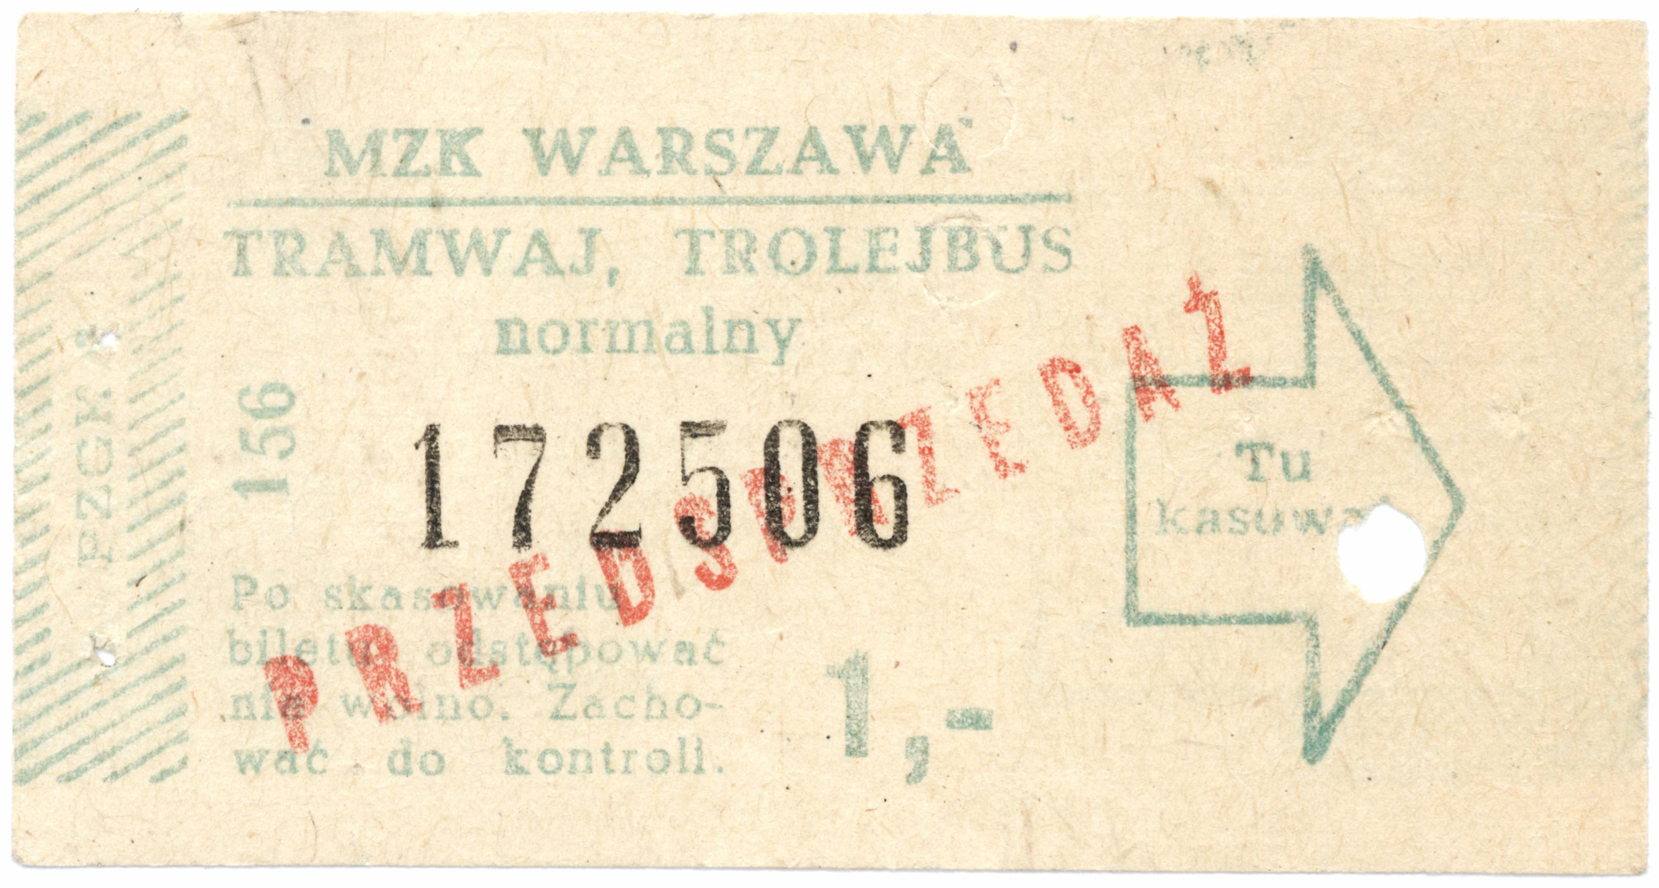 MZK WARSZAWA
TRAMWAJ, TROLEJBUS
normalny
156
172506
PRZEDSPRZEDAŻ
Po skasowaniu
biletu odstępować
nie wolno. Zacho-
wać do kontroli.
1,-
Tu
PZGK